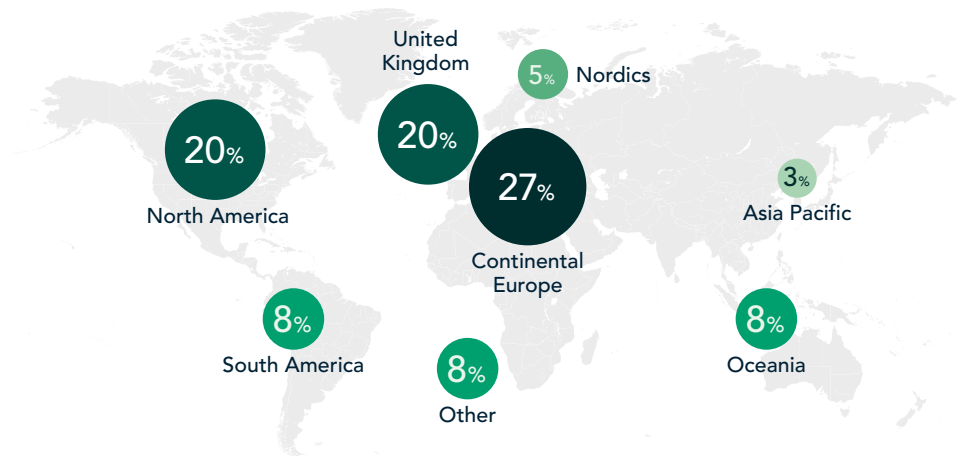 United
Kingdom
5%
Nordics
20%
North America
20%
27%
Continental
Europe
3%
Asia Pacific
8%
South America
8%
Other
8%
Oceania